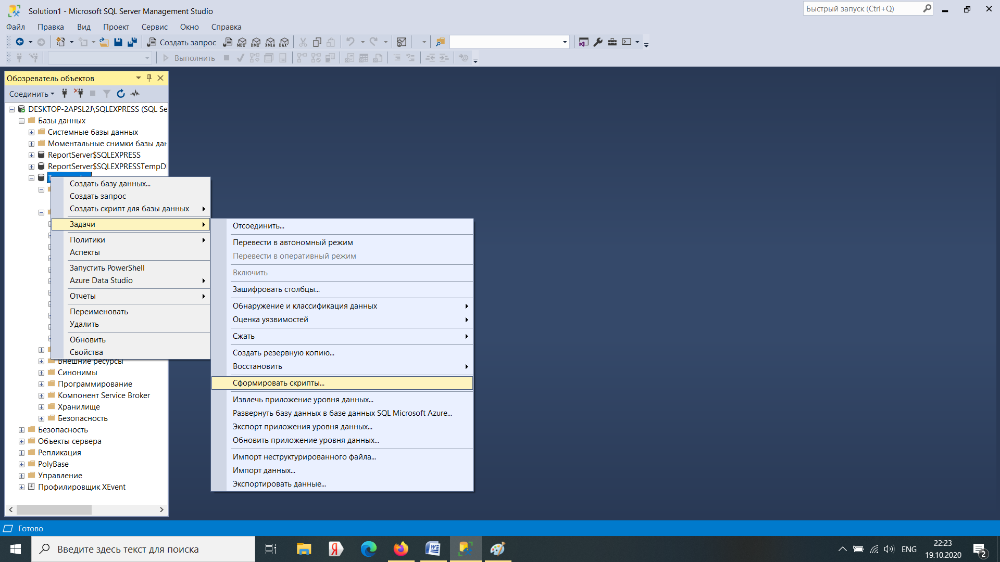 Solution1 - Microsoft SQL Server Management Studio
Быстрый запуск (Ctrl+Q)
Файл Правка Вид Проект Сервис Окно Справка
Создать запрос MDX DMX XMLA DAX
Выполнить
Обозреватель объектов
Соединить
DESKTOP-2APSL2J\SQLEXPRESS (SQL Se
Базы данных
Системные базы данных
Моментальные снимки базы дан
ReportServer$SQLEXPRESS
ReportServer$SQLEXPRESSTempD
Создать базу данных...
Создать запрос
Создать скрипт для базы данных
Задачи
Политики
Аспекты
Запустить PowerShell
Azure Data Studio
Отчеты
Переименовать
Удалить
Обновить
Свойства
Отсоединить...
Перевести в автономный режим
Перевести в оперативный режим
Включить
Зашифровать столбцы...
Обнаружение и классификация данных
Оценка уязвимостей
Сжать
Создать резервную копию...
Восстановить
Сформировать скрипты...
Извлечь приложение уровня данных...
Развернуть базу данных в базе данных SQL Microsoft Azure...
Экспорт приложения уровня данных...
Обновить приложение уровня данных...
Импорт неструктурированного файла...
Импорт данных...
Экспортировать данные...
Внешние ресурсы
Синонимы
Программирование
Компонент Service Broker
Хранилище
Безопасность
Безопасность
Объекты сервера
Репликация
PolyBase
Управление
Профилировщик XEvent
Готово
Введите здесь текст для поиска
ENG
22:23
19.10.2020
2